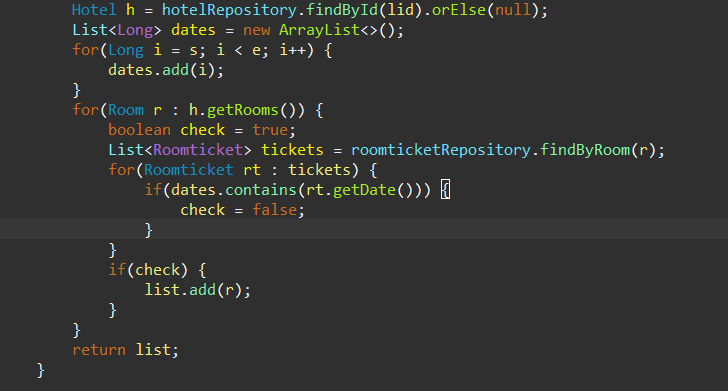 Hotel h = hotelRepository.findById(lid).orElse(null);
List<Long> dates = new ArrayList<>();
for(Long i = s; i < e; i++) {
dates.add(i);
}
for(Room r : h.getRooms()) {
boolean check = true;
List<Roomticket> tickets = roomticketRepository.findByRoom(r);
for(Roomticket rt : tickets) {
if(dates.contains(rt.getDate())) {
check = false;
}
}
if(check) {
list.add(r);
}
}
return list;
}